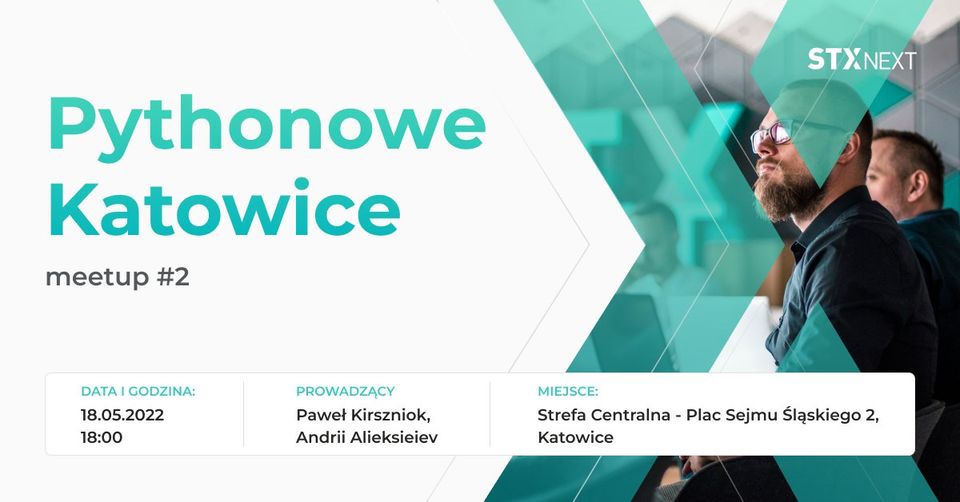 STXNEXT
Pythonowe
Katowice
meetup #2
DATA I GODZINA:
18.05.2022
18:00
PROWADZĄCY
Paweł Kirszniok,
Andrii Alieksieiev
MIEJSCE:
Strefa Centralna - Plac Sejmu Śląskiego 2,
Katowice